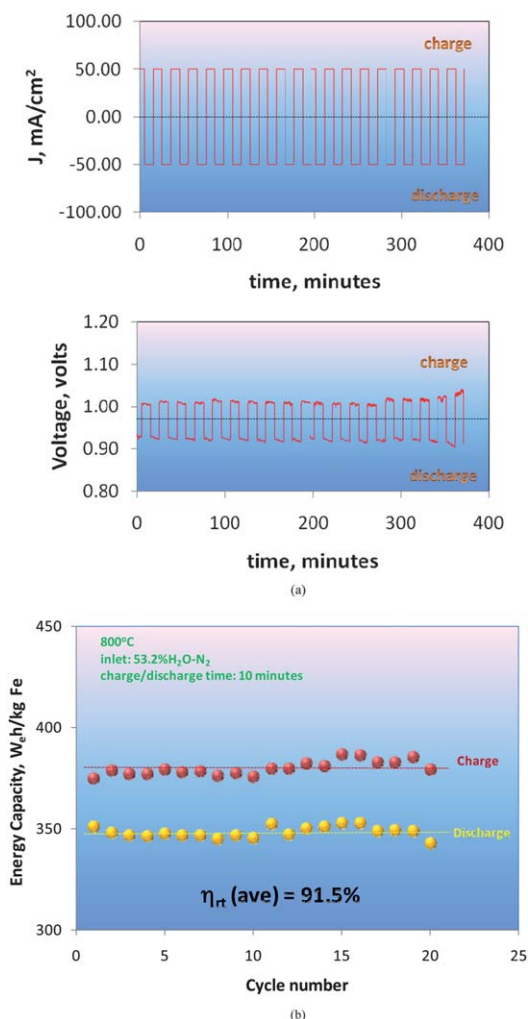 100.00
50.00
0.00
-50.00
-100.00
J, mA/cm²
charge
discharge
0 100 200 300 400
time, minutes
1.20
1.10
1.00
0.90
0.80
Voltage, volts
charge
discharge
0 100 200 300 400
time, minutes
(a)
450
400
350
300
Energy Capacity, Wₑh/kg Fe
800°C
inlet: 53.2%H₂O-N₂
charge/discharge time: 10 minutes
Charge
Discharge
ηrt (ave) = 91.5%
0 5 10 15 20 25
Cycle number
(b)